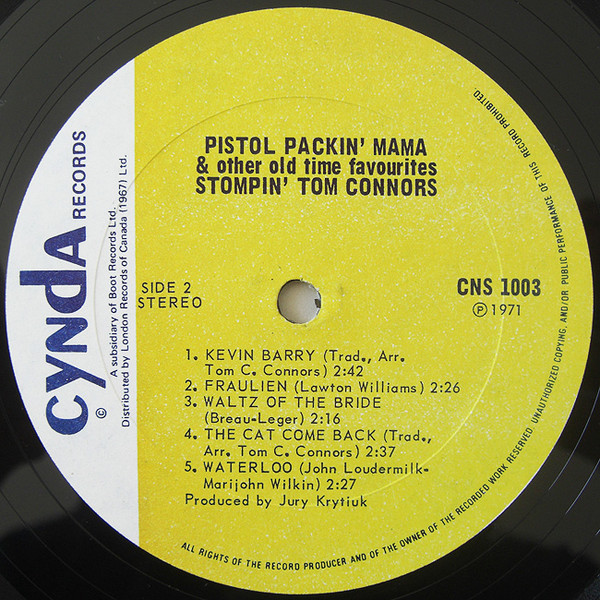 PISTOL PACKIN' MAMA
& other old time favourites
STOMPIN' TOM CONNORS
CYNDA RECORDS
©
A subsidiary of Boot Records Ltd.
Distributed by London Records of Canada (1967) Ltd.
SIDE 2
STEREO
CNS 1003
Ⓟ 1971
1. KEVIN BARRY (Trad., Arr.
Tom C. Connors) 2:42
2. FRAULIEN (Lawton Williams) 2:26
3. WALTZ OF THE BRIDE
(Breau-Leger) 2:16
4. THE CAT COME BACK (Trad.,
Arr. Tom C. Connors) 2:37
5. WATERLOO (John Loudermilk-
Marijohn Wilkin) 2:27
Produced by Jury Krytiuk
ALL RIGHTS OF THE RECORD PRODUCER AND OF THE OWNER OF THE RECORDED WORK RESERVED. UNAUTHORIZED COPYING, AND/OR PUBLIC PERFORMANCE OF THIS RECORD PROHIBITED